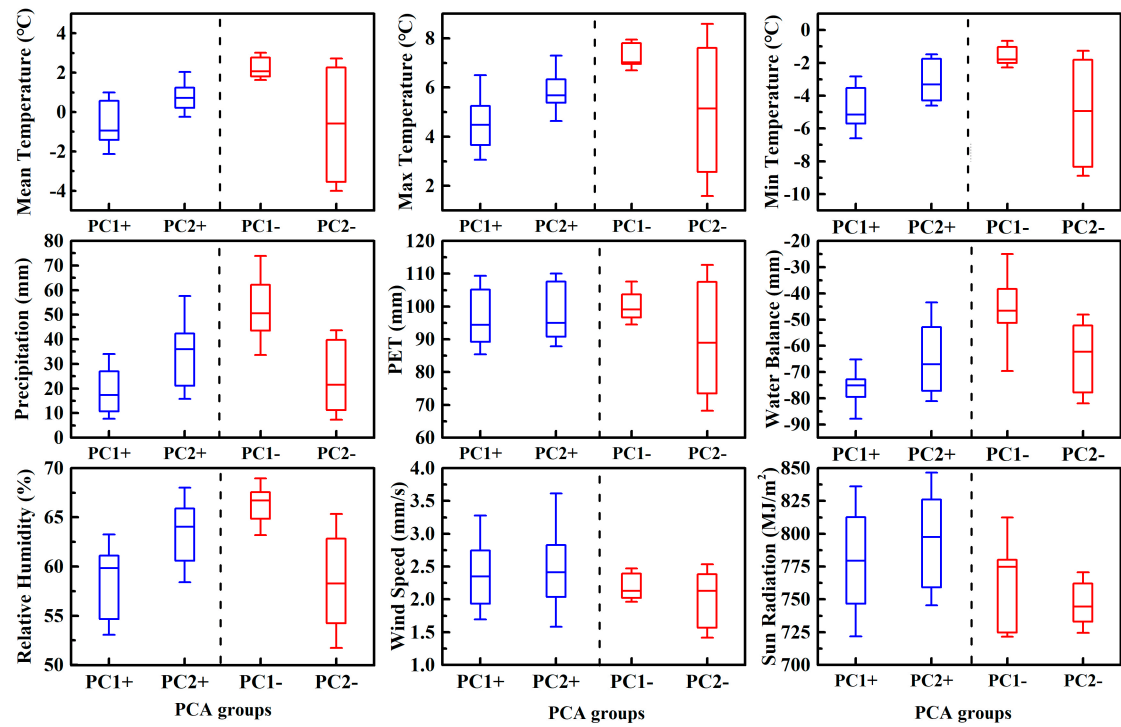 Mean Temperature (℃)
4
2
0
-2
-4
PC1+ PC2+ PC1- PC2-
Max Temperature (℃)
8
6
4
2
PC1+ PC2+ PC1- PC2-
Min Temperature (℃)
0
-2
-4
-6
-8
-10
PC1+ PC2+ PC1- PC2-
Precipitation (mm)
80
70
60
50
40
30
20
10
0
PC1+ PC2+ PC1- PC2-
PET (mm)
120
110
100
90
80
70
60
PC1+ PC2+ PC1- PC2-
Water Balance (mm)
-20
-30
-40
-50
-60
-70
-80
-90
PC1+ PC2+ PC1- PC2-
Relative Humidity (%)
70
65
60
55
50
PC1+ PC2+ PC1- PC2-
PCA groups
Wind Speed (mm/s)
4.0
3.5
3.0
2.5
2.0
1.5
1.0
PC1+ PC2+ PC1- PC2-
PCA groups
Sun Radiation (MJ/m²)
850
825
800
775
750
725
700
PC1+ PC2+ PC1- PC2-
PCA groups